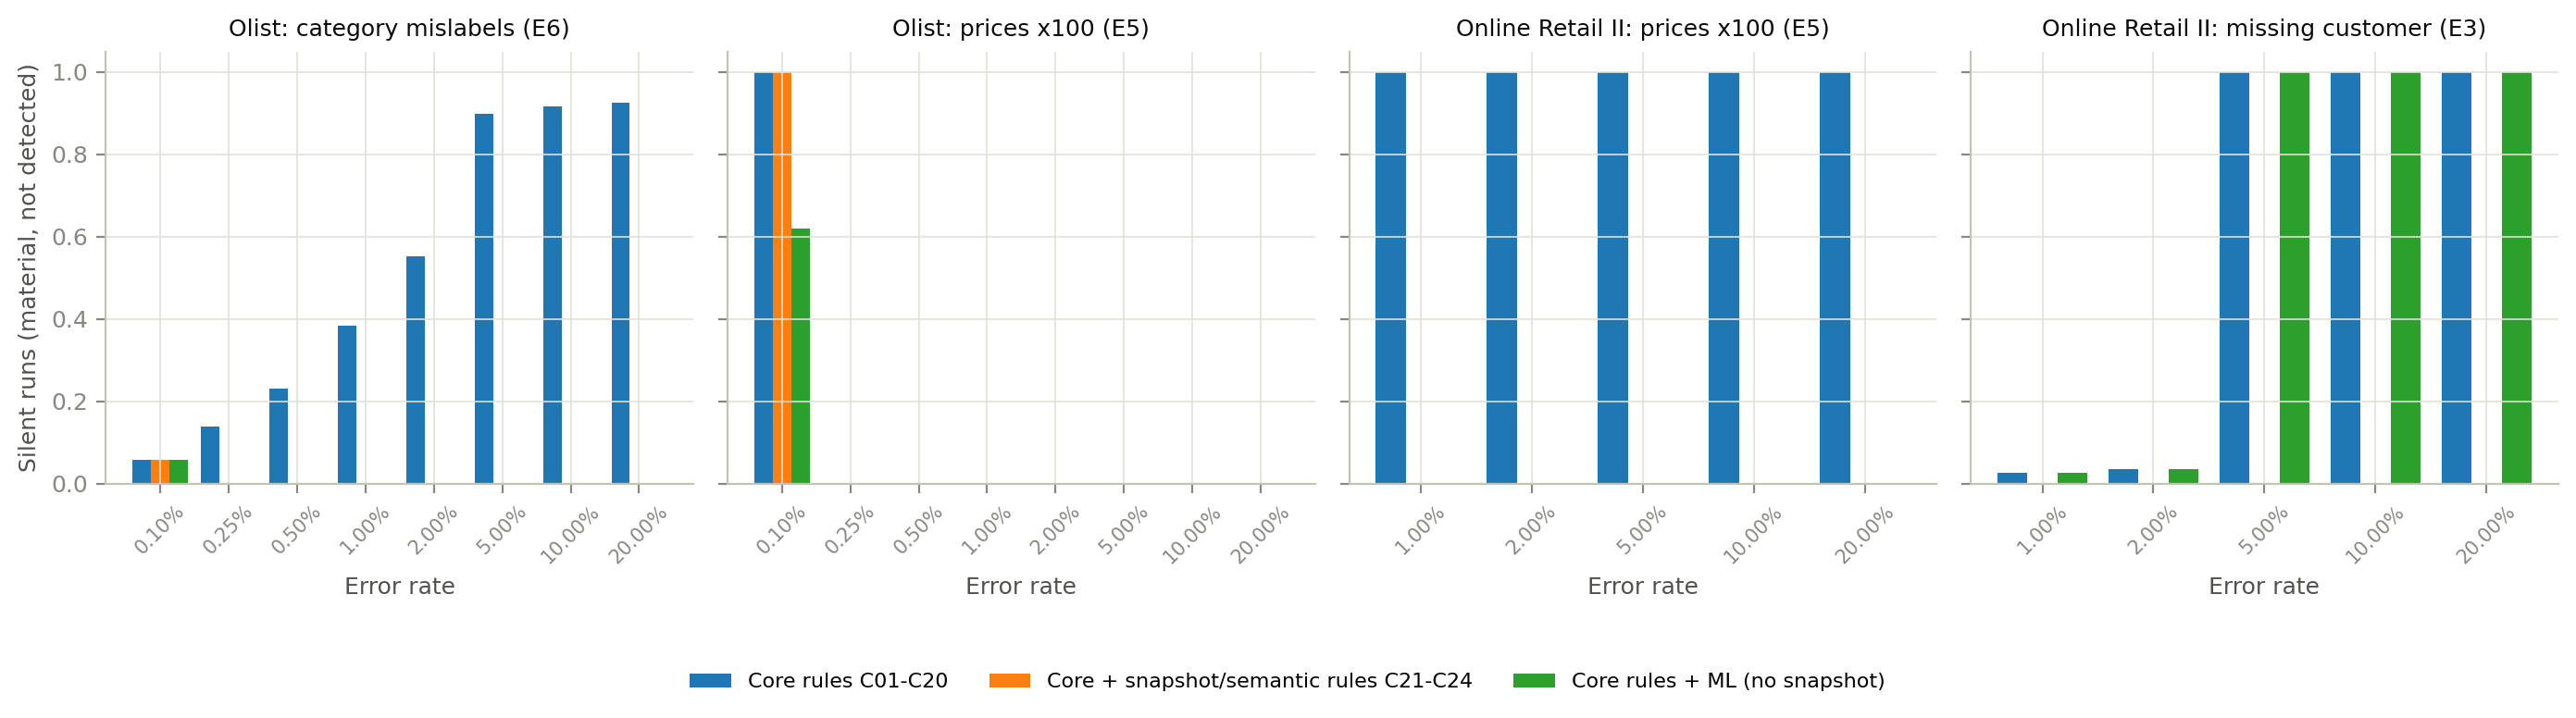 Olist: category mislabels (E6)
Olist: prices x100 (E5)
Online Retail II: prices x100 (E5)
Online Retail II: missing customer (E3)
Silent runs (material, not detected)
1.0
0.8
0.6
0.4
0.2
0.0
0.10% 0.25% 0.50% 1.00% 2.00% 5.00% 10.00% 20.00%
0.10% 0.25% 0.50% 1.00% 2.00% 5.00% 10.00% 20.00%
1.00% 2.00% 5.00% 10.00% 20.00%
1.00% 2.00% 5.00% 10.00% 20.00%
Error rate
Error rate
Error rate
Error rate
Core rules C01-C20
Core + snapshot/semantic rules C21-C24
Core rules + ML (no snapshot)